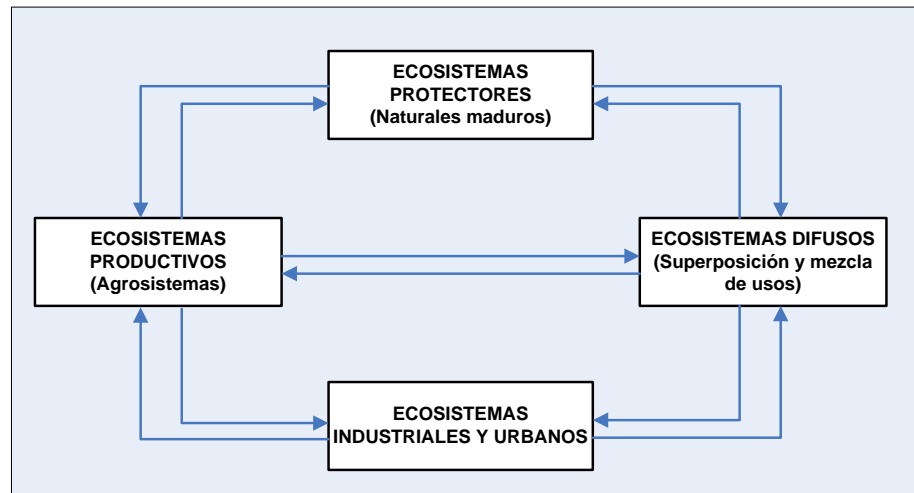 ECOSISTEMAS
PROTECTORES
(Naturales maduros)
ECOSISTEMAS
PRODUCTIVOS
(Agrosistemas)
ECOSISTEMAS DIFUSOS
(Superposición y mezcla
de usos)
ECOSISTEMAS
INDUSTRIALES Y URBANOS